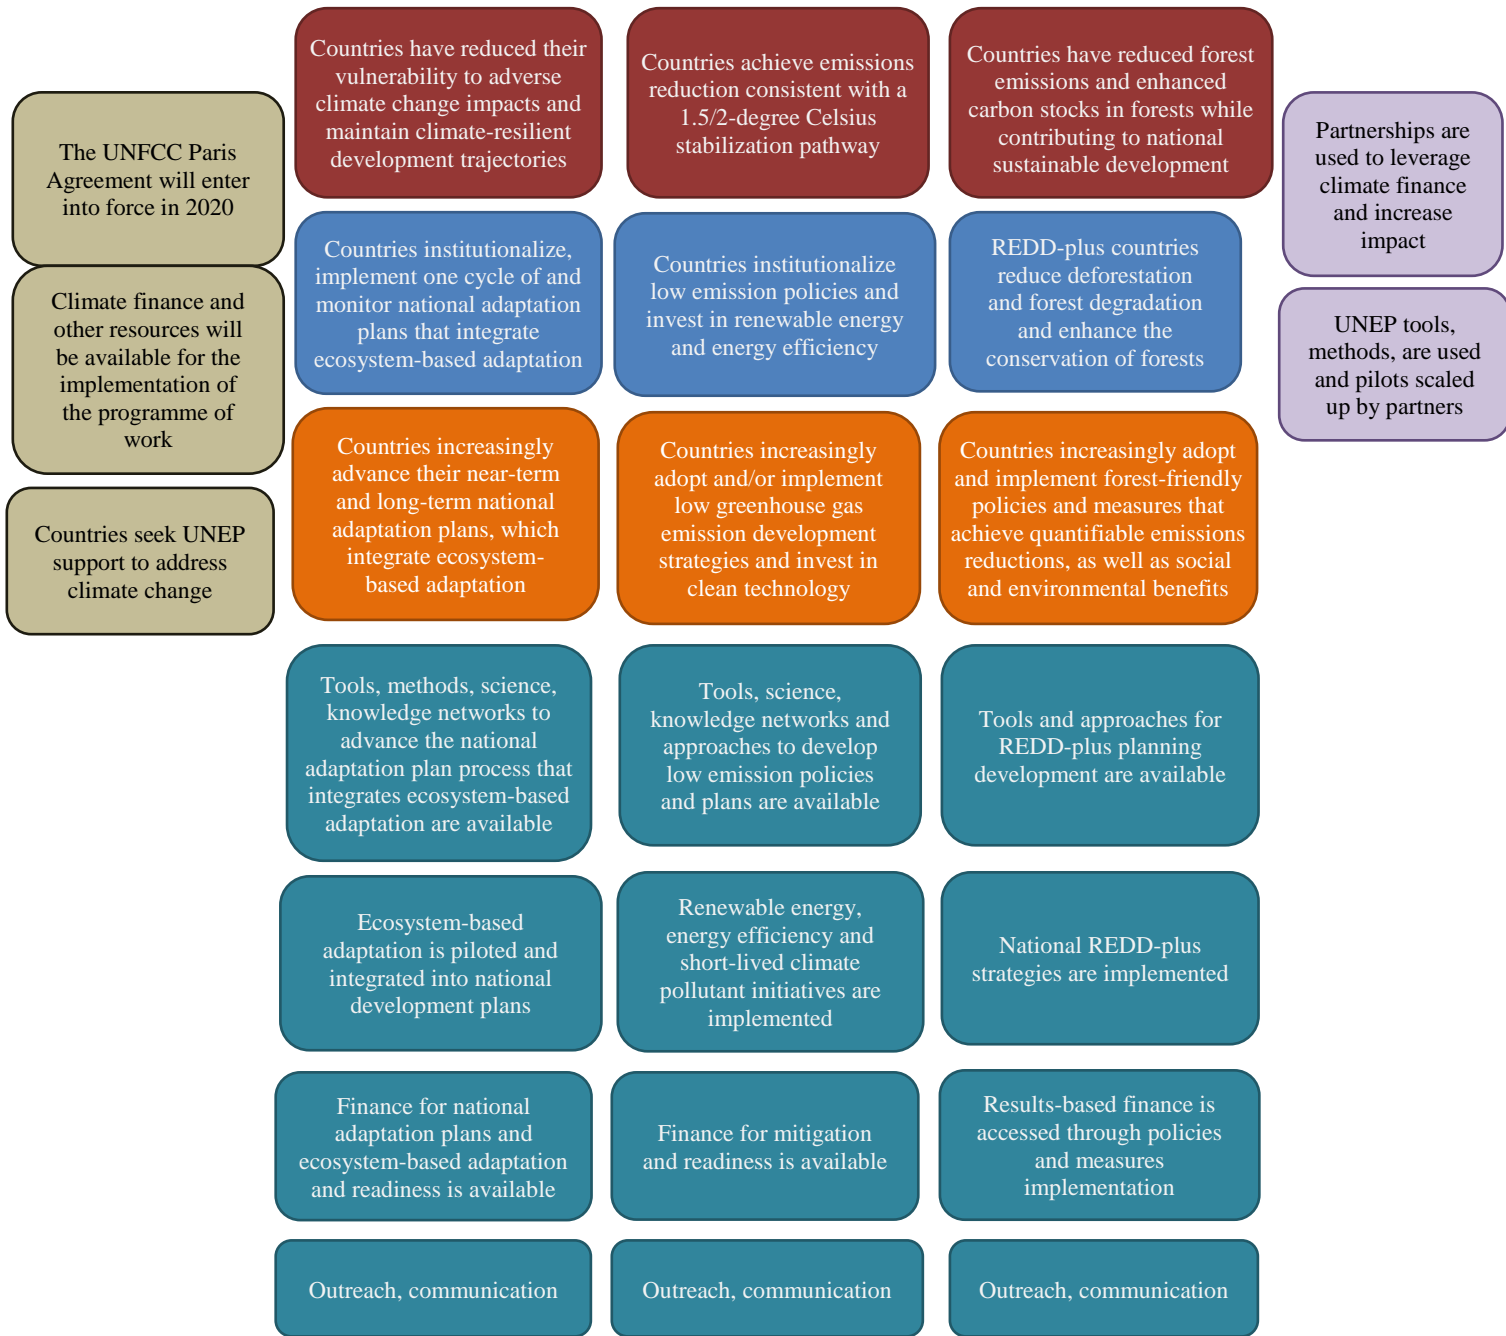 Countries have reduced their
vulnerability to adverse
climate change impacts and
maintain climate-resilient
development trajectories
Countries achieve emissions
reduction consistent with a
1.5/2-degree Celsius
stabilization pathway
Countries have reduced forest
emissions and enhanced
carbon stocks in forests while
contributing to national
sustainable development
The UNFCC Paris
Agreement will enter
into force in 2020
Climate finance and
other resources will
be available for the
implementation of
the programme of
work
Countries seek UNEP
support to address
climate change
Partnerships are
used to leverage
climate finance
and increase
impact
UNEP tools,
methods, are used
and pilots scaled
up by partners
Countries institutionalize,
implement one cycle of and
monitor national adaptation
plans that integrate
ecosystem-based adaptation
Countries institutionalize
low emission policies and
invest in renewable energy
and energy efficiency
REDD-plus countries
reduce deforestation
and forest degradation
and enhance the
conservation of forests
Countries increasingly
advance their near-term
and long-term national
adaptation plans, which
integrate ecosystem-
based adaptation
Countries increasingly
adopt and/or implement
low greenhouse gas
emission development
strategies and invest in
clean technology
Countries increasingly adopt
and implement forest-friendly
policies and measures that
achieve quantifiable emissions
reductions, as well as social
and environmental benefits
Tools, methods, science,
knowledge networks to
advance the national
adaptation plan process that
integrates ecosystem-based
adaptation are available
Tools, science,
knowledge networks and
approaches to develop
low emission policies
and plans are available
Tools and approaches for
REDD-plus planning
development are available
Ecosystem-based
adaptation is piloted and
integrated into national
development plans
Renewable energy,
energy efficiency and
short-lived climate
pollutant initiatives are
implemented
National REDD-plus
strategies are implemented
Finance for national
adaptation plans and
ecosystem-based adaptation
and readiness is available
Finance for mitigation
and readiness is available
Results-based finance is
accessed through policies
and measures
implementation
Outreach, communication
Outreach, communication
Outreach, communication